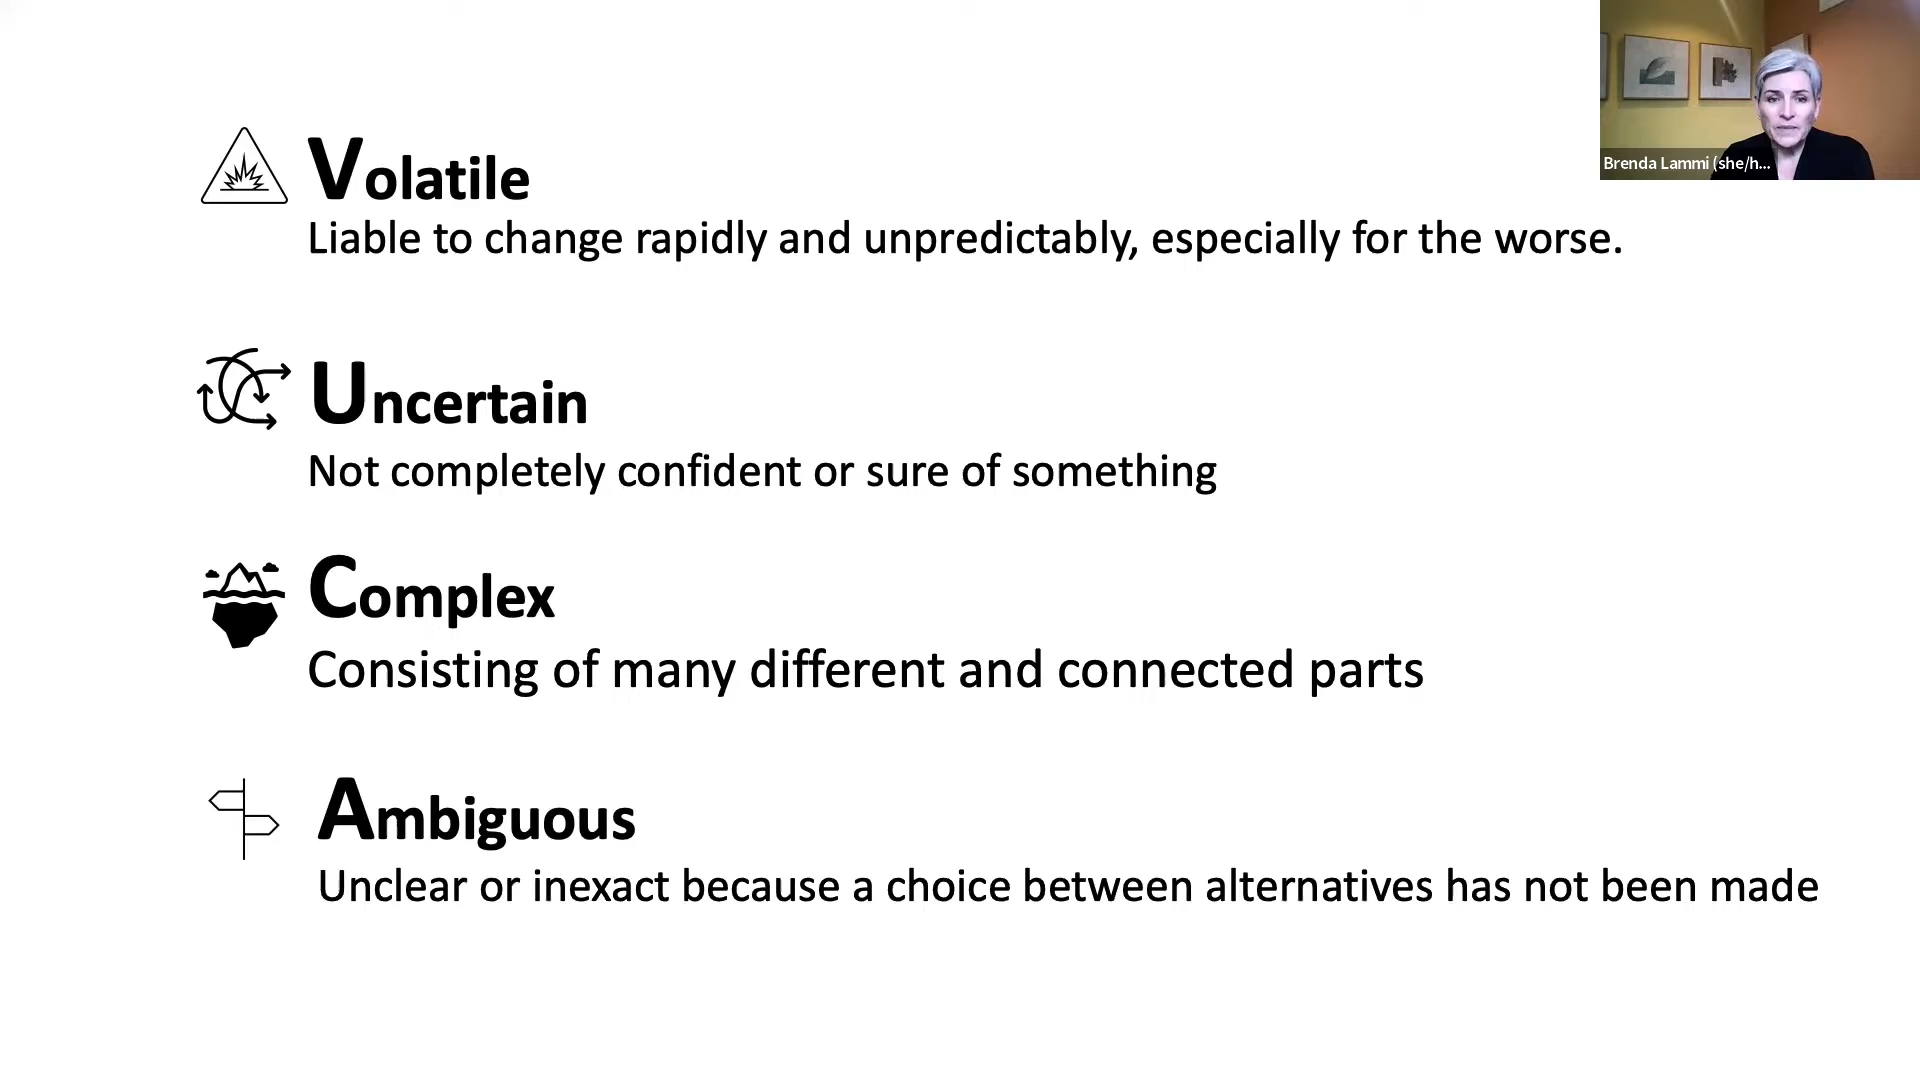 Volatile
Liable to change rapidly and unpredictably, especially for the worse.
Uncertain
Not completely confident or sure of something
Complex
Consisting of many different and connected parts
Ambiguous
Unclear or inexact because a choice between alternatives has not been made
Brenda Lammi (she/h...